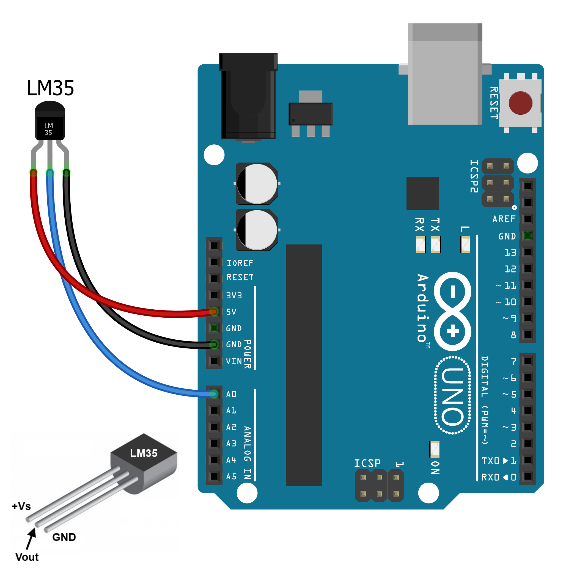 LM35
LM
35
RESET
ICSP2
AREF
GND
13
12
~11
~10
~9
8
7
~6
~5
4
~3
2
TX0▶1
RX0◀0
DIGITAL (PWM=~)
RX
TX
L
Arduino™
UNO
ON
ICSP
1
IOREF
RESET
3V3
5V
GND
GND
VIN
POWER
A0
A1
A2
A3
A4
A5
ANALOG IN
LM35
+Vs
GND
Vout